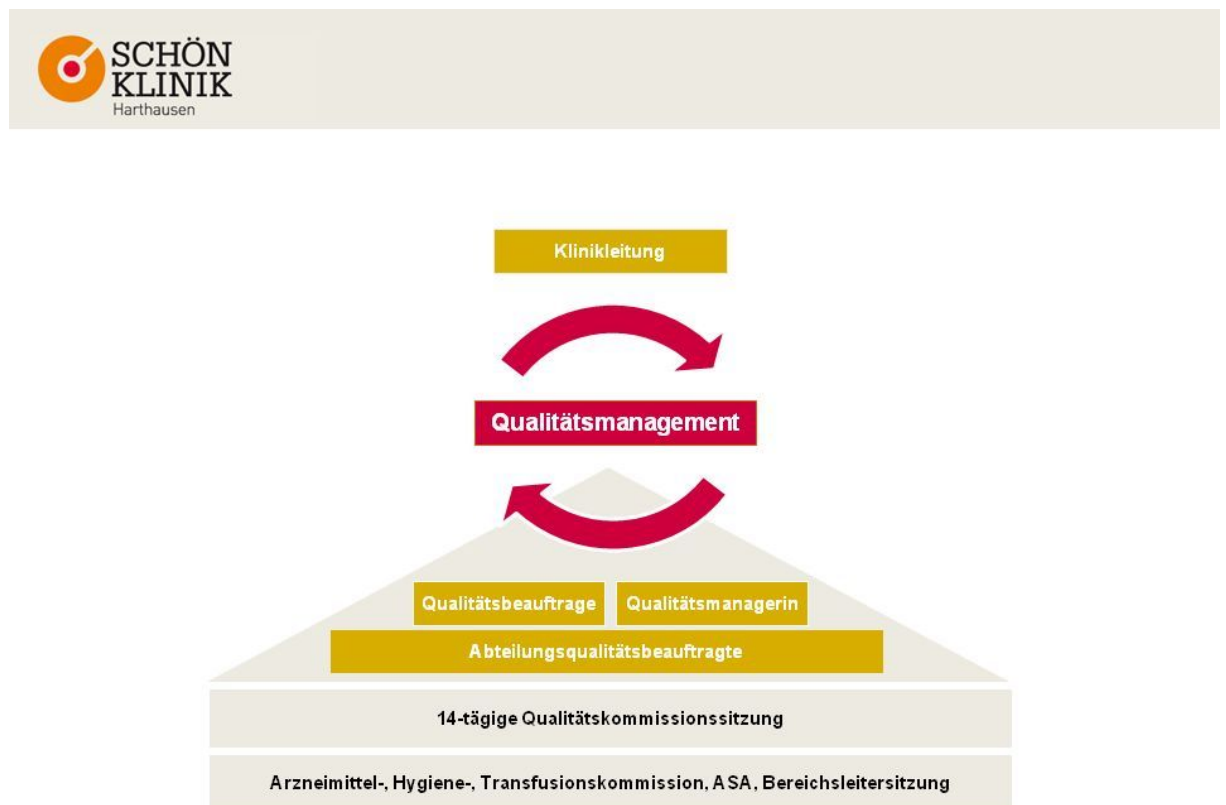 SCHÖN
KLINIK
Harthausen
Klinikleitung
Qualitätsmanagement
Qualitätsbeauftrage Qualitätsmanagerin
Abteilungsqualitätsbeauftragte
14-tägige Qualitätskommissionssitzung
Arzneimittel-, Hygiene-, Transfusionskommission, ASA, Bereichsleitersitzung